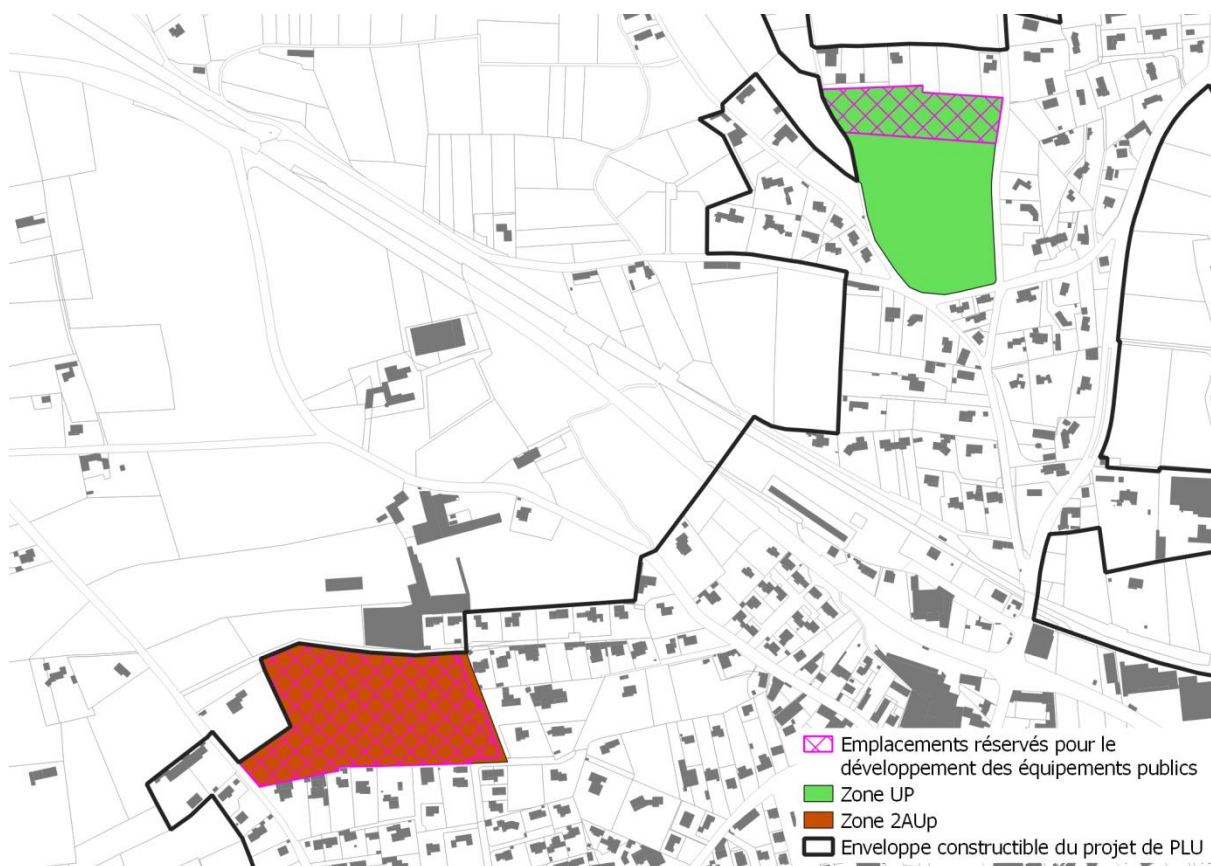 Emplacements réservés pour le
développement des équipements publics
Zone UP
Zone 2AUp
Enveloppe constructible du projet de PLU